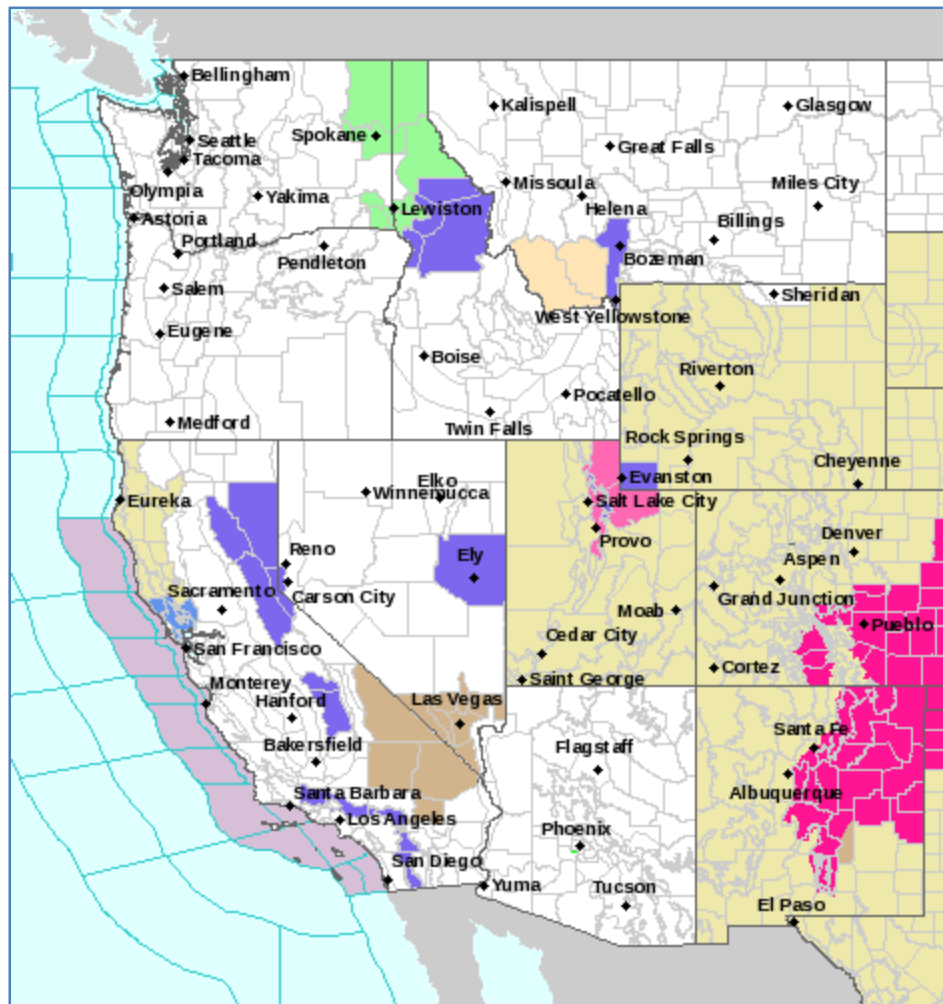 Bellingham
Kalispell
Glasgow
Spokane
Seattle
Great Falls
Tacoma
Olympia
Missoula
Miles City
Yakima
Lewiston
Helena
Astoria
Billings
Portland
Bozeman
Pendleton
Salem
Sheridan
West Yellowstone
Eugene
Boise
Riverton
Pocatello
Medford
Twin Falls
Rock Springs
Cheyenne
Elko
Evanston
Winnemucca
Eureka
Salt Lake City
Denver
Provo
Reno
Ely
Aspen
Sacramento
Carson City
Grand Junction
Moab
Pueblo
Cedar City
San Francisco
Cortez
Saint George
Monterey
Hanford
Las Vegas
Santa Fe
Bakersfield
Flagstaff
Santa Barbara
Albuquerque
Los Angeles
Phoenix
San Diego
Yuma
Tucson
El Paso